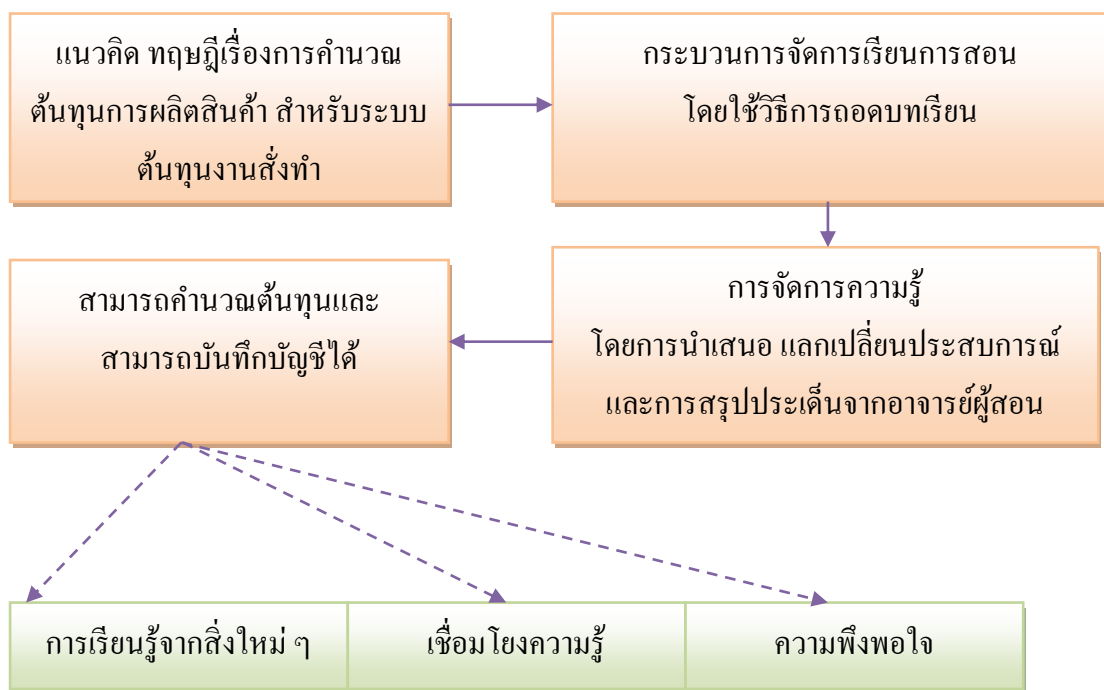 แนวคิด ทฤษฎีเรื่องการคำนวณ
ต้นทุนการผลิตสินค้า สำหรับระบบ
ต้นทุนงานสั่งทำ
กระบวนการจัดการเรียนการสอน
โดยใช้วิธีการถอดบทเรียน
การจัดการความรู้
โดยการนำเสนอ แลกเปลี่ยนประสบการณ์
และการสรุปประเด็นจากอาจารย์ผู้สอน
สามารถคำนวณต้นทุนและ
สามารถบันทึกบัญชีได้
การเรียนรู้จากสิ่งใหม่ ๆ
เชื่อมโยงความรู้
ความพึงพอใจ